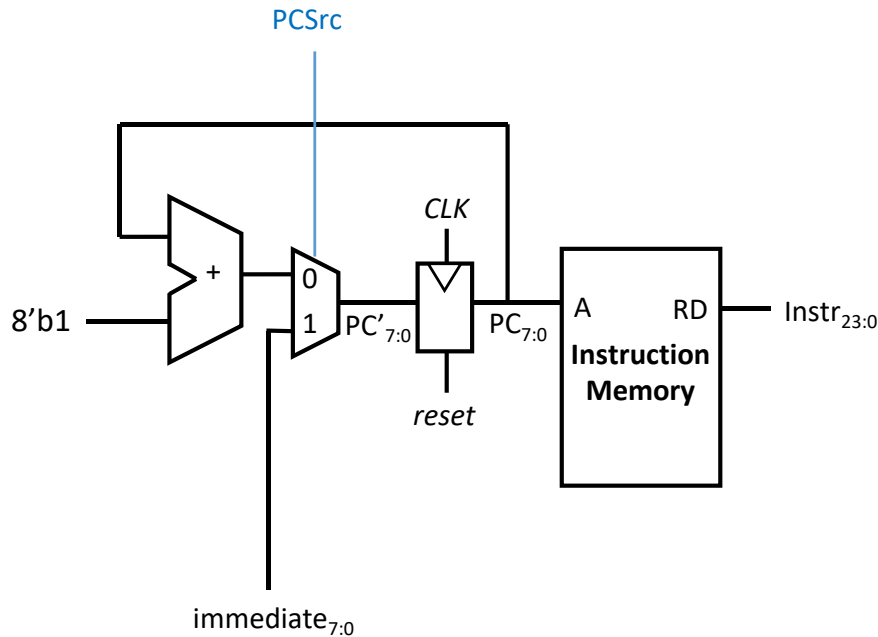 PCSrc
CLK
+
0
8'b1
1
PC'7:0
PC7:0
A
RD
Instr23:0
Instruction
Memory
reset
immediate7:0